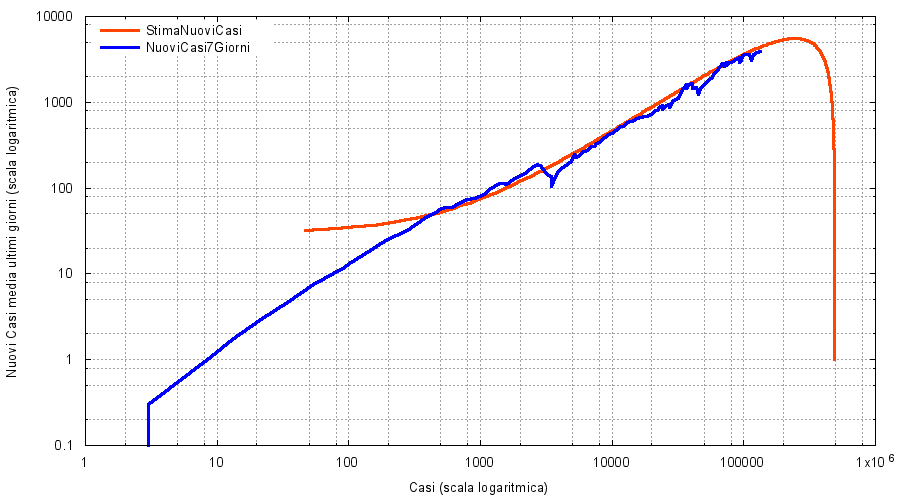 10000
1000
100
10
1
0.1
StimaNuoviCasi
NuoviCasi7Giorni
Nuovi Casi media ultimi giorni (scala logaritmica)
1 10 100 1000 10000 100000 1x10 6
Casi (scala logaritmica)